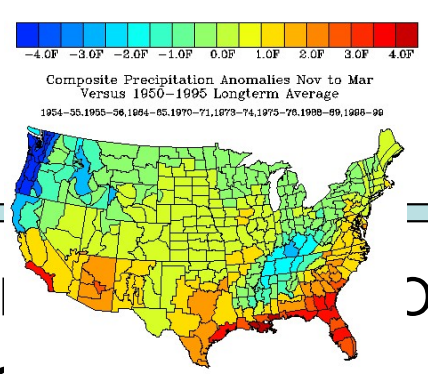 -4.0F -3.0F -2.0F -1.0F 0.0F 1.0F 2.0F 3.0F 4.0F
Composite Precipitation Anomalies Nov to Mar
Versus 1950-1995 Longterm Average
1954-55,1955-56,1964-65,1970-71,1973-74,1975-76,1988-89,1998-99